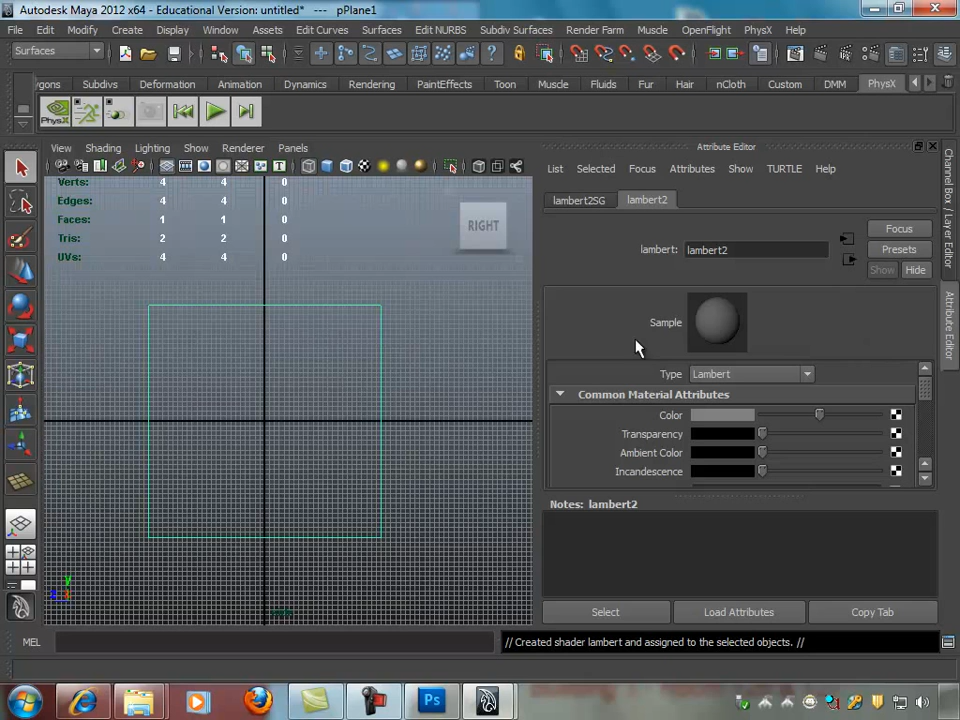 Autodesk Maya 2012 x64 - Educational Version: untitled* --- pPlane1
File Edit Modify Create Display Window Assets Edit Curves Surfaces Edit NURBS Subdiv Surfaces Render Farm Muscle OpenFlight PhysX Help
Surfaces
ygons Subdivs Deformation Animation Rendering PaintEffects Toon Muscle Fluids Fur Hair nCloth Custom DMM PhysX
PhysX
View Shading Lighting Show Renderer Panels
Verts: 4 4 0
Edges: 4 4 0
Faces: 1 1 0
Tris: 2 2 0
UVs: 4 4 0
RIGHT
y
Attribute Editor
List Selected Focus Attributes Show TURTLE Help
lambert2SG lambert2
Focus
lambert: lambert2
Presets
Show Hide
Sample
Type Lambert
Common Material Attributes
Color
Transparency
Ambient Color
Incandescence
Notes: lambert2
Select Load Attributes Copy Tab
Channel Box / Layer Editor
Attribute Editor
MEL
// Created shader lambert and assigned to the selected objects. //
Ps